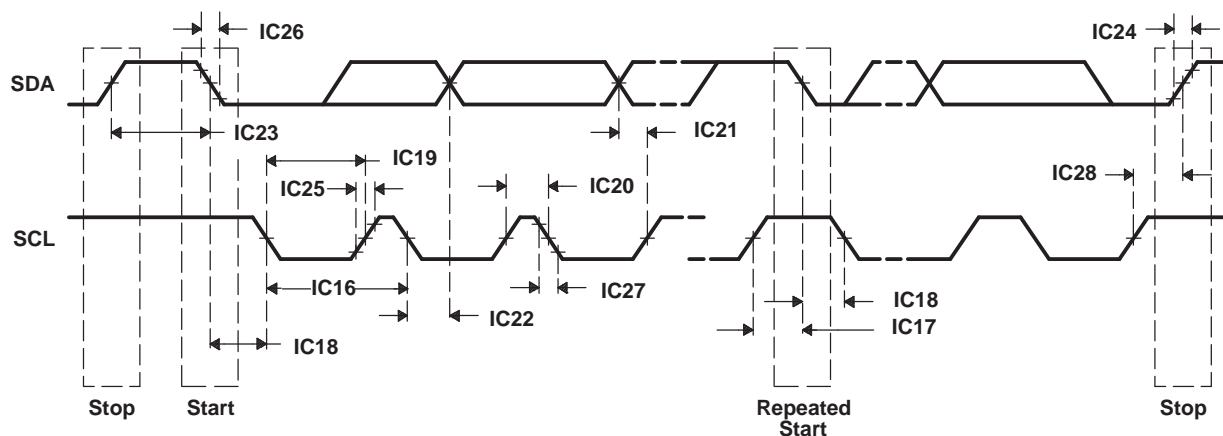 IC26
IC24
SDA
IC23
IC21
IC19
IC25
IC20
IC28
SCL
IC16
IC27
IC22
IC18
IC18
IC17
Stop
Start
Repeated
Start
Stop